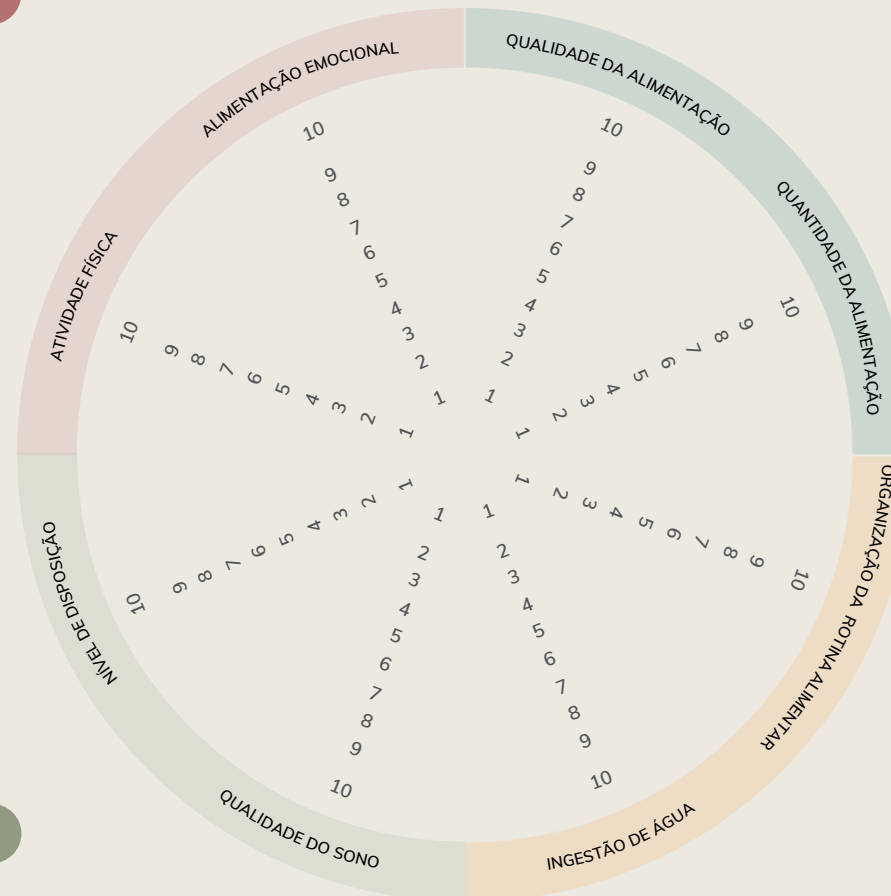 ALIMENTAÇÃO EMOCIONAL
QUALIDADE DA ALIMENTAÇÃO
QUANTIDADE DA ALIMENTAÇÃO
ORGANIZAÇÃO DA ROTINA ALIMENTAR
INGESTÃO DE ÁGUA
QUALIDADE DO SONO
NÍVEL DE DISPOSIÇÃO
ATIVIDADE FÍSICA
10 9 8 7 6 5 4 3 2 1
10 9 8 7 6 5 4 3 2 1
1 2 3 4 5 6 7 8 9 10
1 2 3 4 5 6 7 8 9 10
1 2 3 4 5 6 7 8 9 10
1 2 3 4 5 6 7 8 9 10
10 9 8 7 6 5 4 3 2 1
10 9 8 7 6 5 4 3 2 1